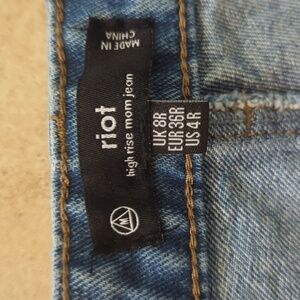 MADE IN
CHINA
riot
high rise mom jean
UK 8R
EUR 36R
US 4R